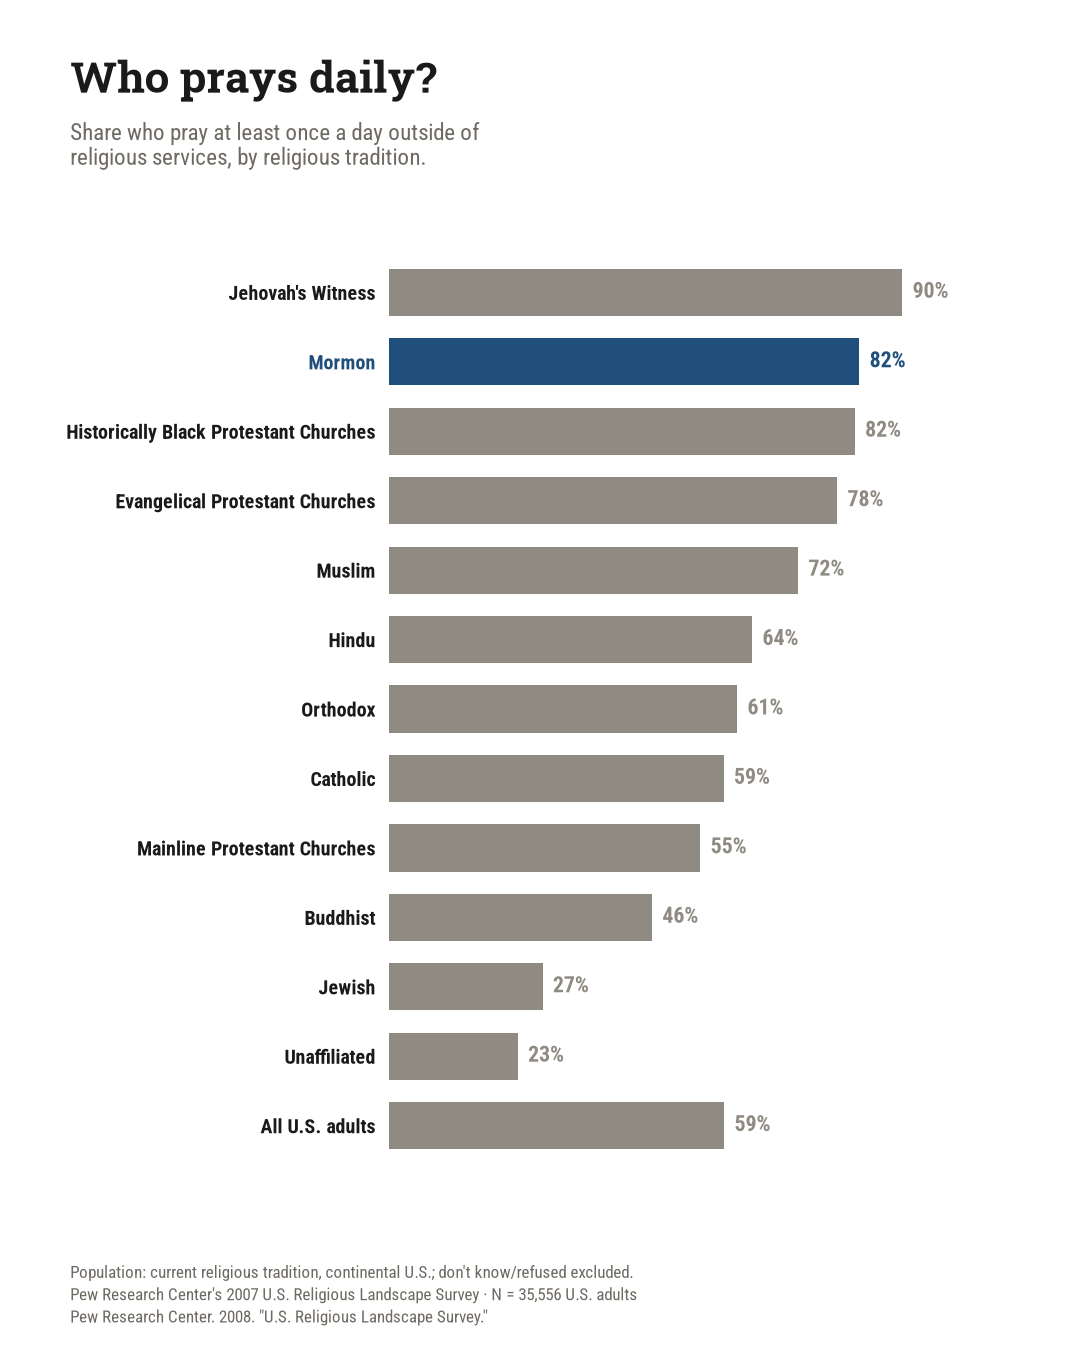 Who prays daily?
Share who pray at least once a day outside of
religious services, by religious tradition.
Jehovah's Witness 90%
Mormon 82%
Historically Black Protestant Churches 82%
Evangelical Protestant Churches 78%
Muslim 72%
Hindu 64%
Orthodox 61%
Catholic 59%
Mainline Protestant Churches 55%
Buddhist 46%
Jewish 27%
Unaffiliated 23%
All U.S. adults 59%
Population: current religious tradition, continental U.S.; don't know/refused excluded.
Pew Research Center's 2007 U.S. Religious Landscape Survey · N = 35,556 U.S. adults
Pew Research Center. 2008. "U.S. Religious Landscape Survey."